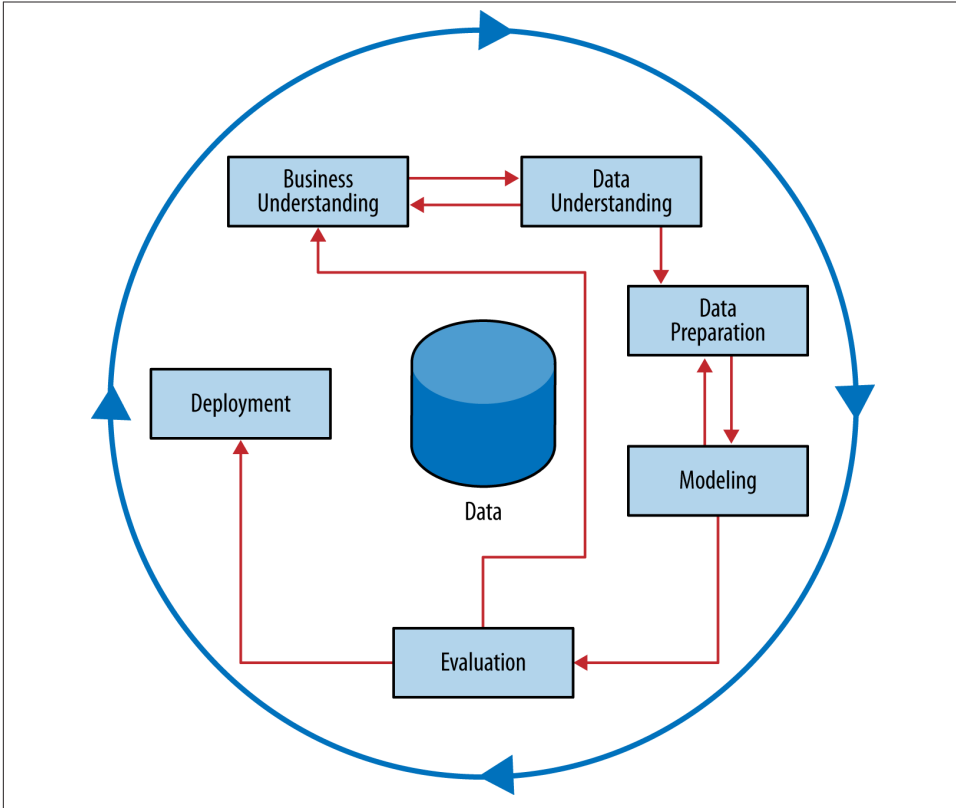 Business
Understanding
Data
Understanding
Data
Preparation
Deployment
Modeling
Data
Evaluation